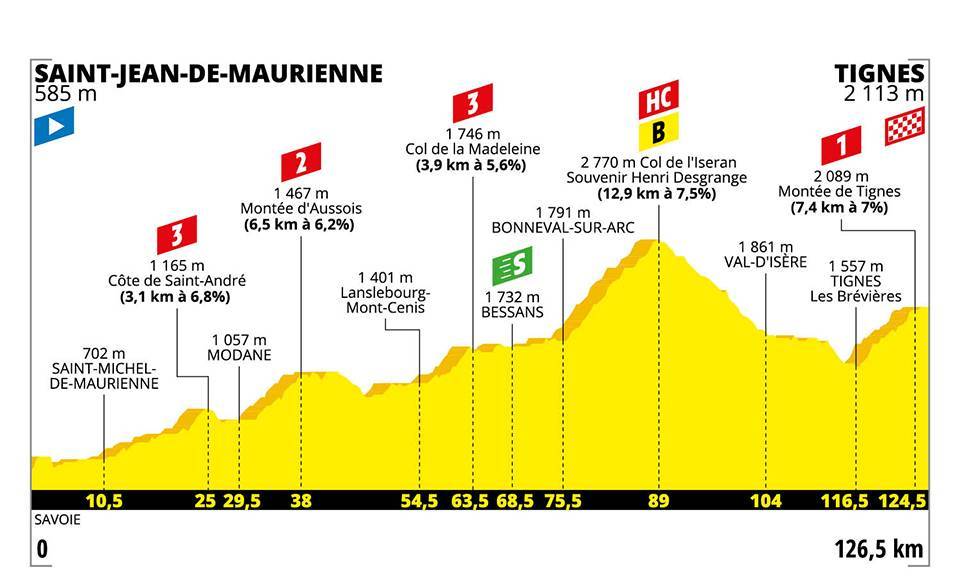 SAINT-JEAN-DE-MAURIENNE
585 m
TIGNES
2 113 m
702 m
SAINT-MICHEL-
DE-MAURIENNE
3
1 165 m
Côte de Saint-André
(3,1 km à 6,8%)
1 057 m
MODANE
2
1 467 m
Montée d'Aussois
(6,5 km à 6,2%)
1 401 m
Lanslebourg-
Mont-Cenis
3
1 746 m
Col de la Madeleine
(3,9 km à 5,6%)
S
1 732 m
BESSANS
1 791 m
BONNEVAL-SUR-ARC
HC
B
2 770 m Col de l'Iseran
Souvenir Henri Desgrange
(12,9 km à 7,5%)
1 861 m
VAL-D'ISÈRE
1 557 m
TIGNES
Les Brévières
1
2 089 m
Montée de Tignes
(7,4 km à 7%)
10,5 25 29,5 38 54,5 63,5 68,5 75,5 89 104 116,5 124,5
SAVOIE
0 126,5 km